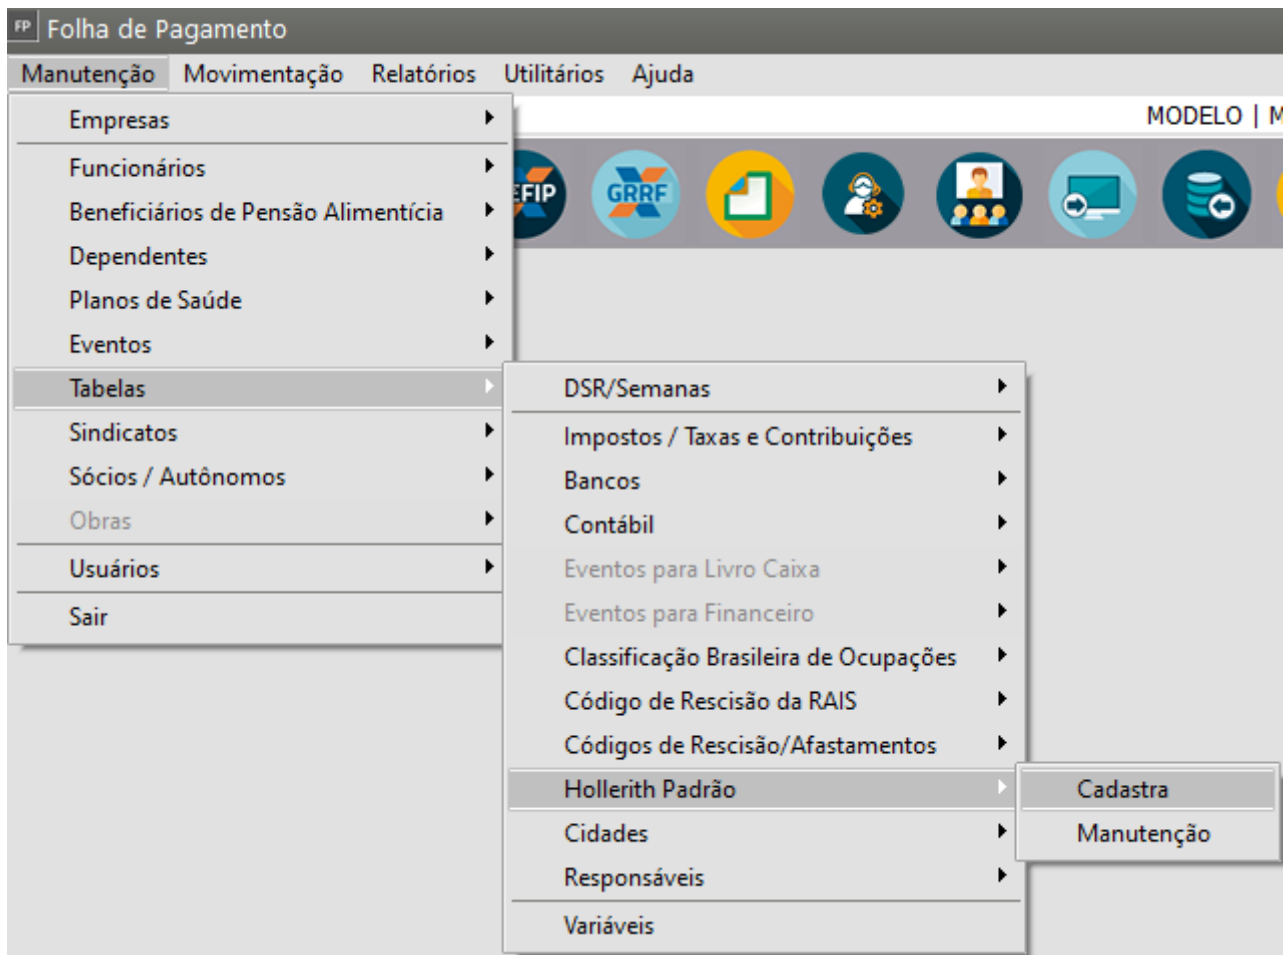 FP Folha de Pagamento
Manutenção Movimentação Relatórios Utilitários Ajuda
MODELO | M
EFIP GRRF
Empresas
Funcionários
Beneficiários de Pensão Alimentícia
Dependentes
Planos de Saúde
Eventos
Tabelas
Sindicatos
Sócios / Autônomos
Obras
Usuários
Sair
DSR/Semanas
Impostos / Taxas e Contribuições
Bancos
Contábil
Eventos para Livro Caixa
Eventos para Financeiro
Classificação Brasileira de Ocupações
Código de Rescisão da RAIS
Códigos de Rescisão/Afastamentos
Hollerith Padrão
Cidades
Responsáveis
Variáveis
Cadastra
Manutenção